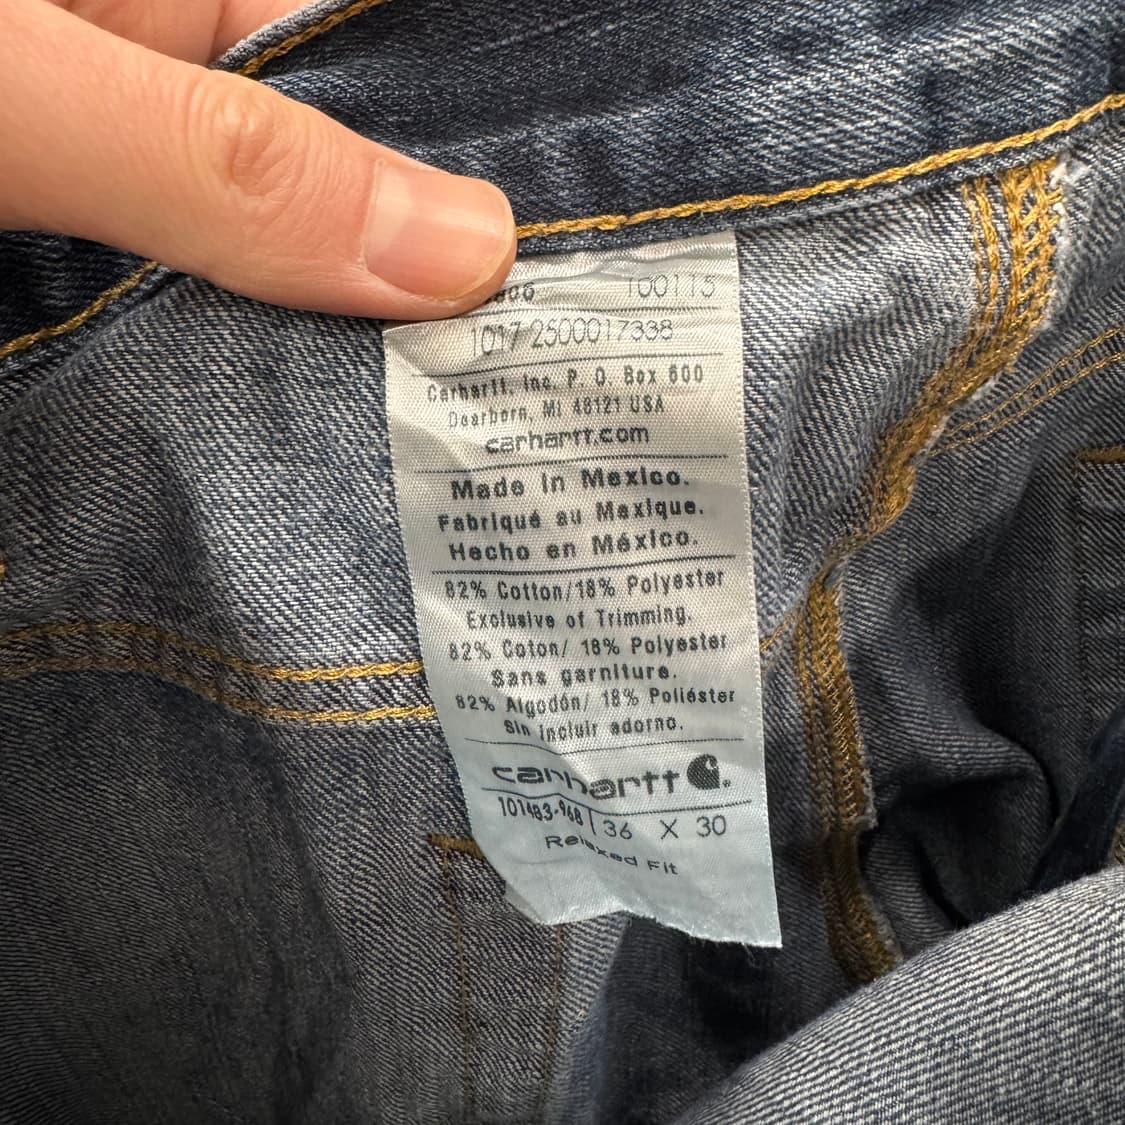 100115
1017 2500017338
Carhartt, Inc. P. O. Box 600
Dearborn, MI 48121 USA
carhartt.com
Made in Mexico.
Fabriqué au Mexique.
Hecho en México.
82% Cotton/18% Polyester
Exclusive of Trimming.
82% Coton/ 18% Polyester
Sans garniture.
82% Algodón/ 18% Poliéster
Sin incluir adorno.
carhartt
101483-968 | 36 X 30
Relaxed Fit